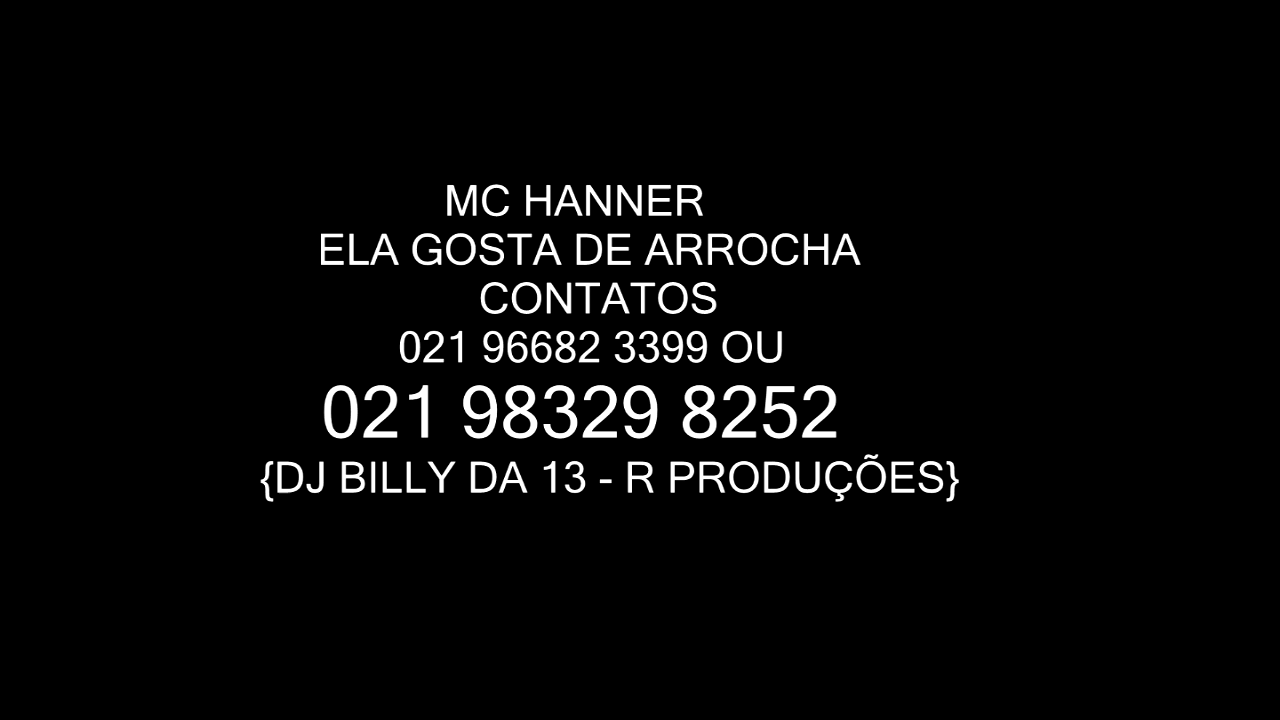 MC HANNER
ELA GOSTA DE ARROCHA
CONTATOS
021 96682 3399 OU
021 98329 8252
{DJ BILLY DA 13 - R PRODUÇÕES}